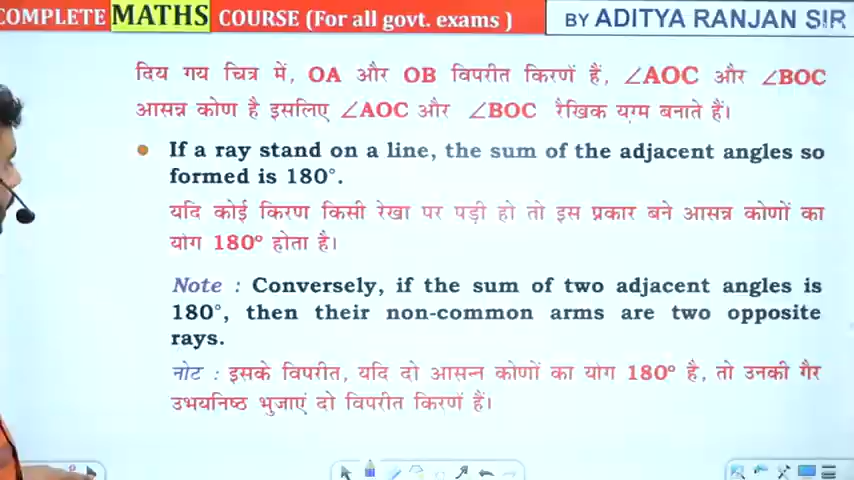 COMPLETE MATHS COURSE (For all govt. exams )
BY ADITYA RANJAN SIR
दिय गय चित्र में, OA और OB विपरीत किरणें हैं, ∠AOC और ∠BOC
आसन्न कोण है इसलिए ∠AOC और ∠BOC रैखिक यग्म बनाते हैं।
● If a ray stand on a line, the sum of the adjacent angles so
formed is 180°.
यदि कोई किरण किसी रेखा पर पड़ी हो तो इस प्रकार बने आसन्न कोणों का
योग 180° होता है।
Note : Conversely, if the sum of two adjacent angles is
180°, then their non-common arms are two opposite
rays.
नोट : इसके विपरीत, यदि दो आसन्न कोणों का योग 180° है, तो उनकी गैर
उभयनिष्ठ भुजाएं दो विपरीत किरणें हैं।